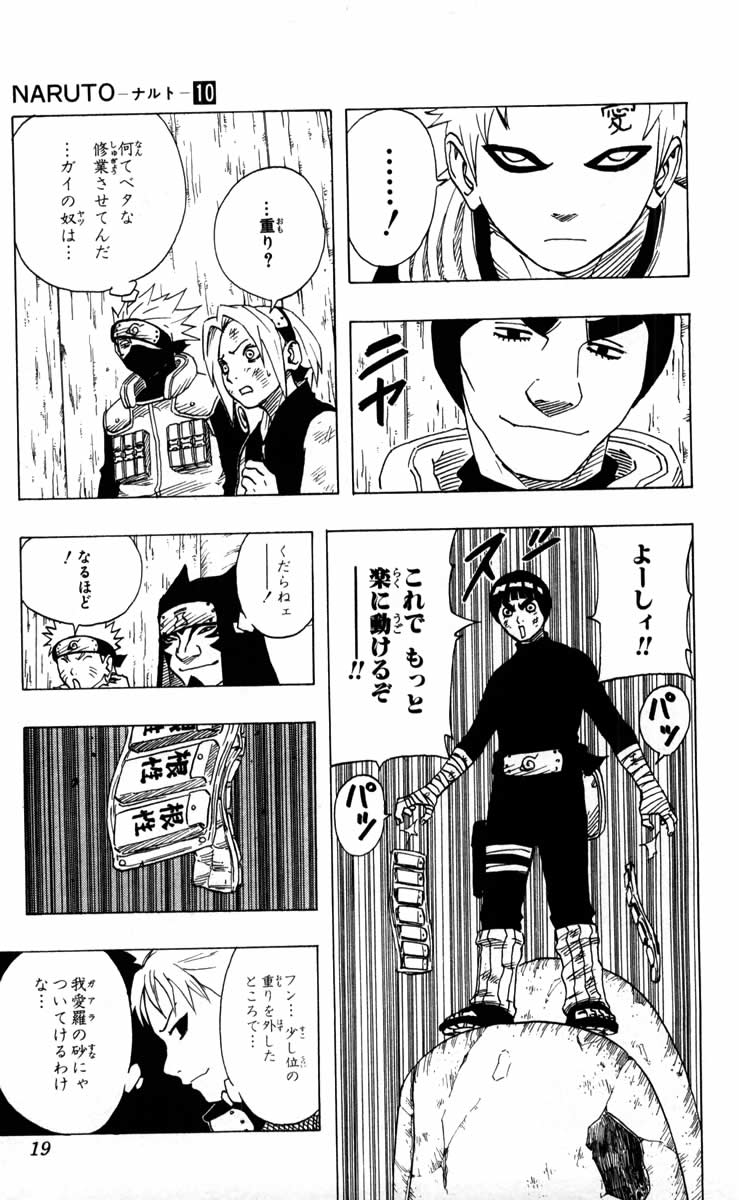 NARUTO―ナルト―10
愛
……!
ニヤ
…重り?
何てベタな
修業させてんだ
…ガイの奴は…
よーしィ!!
ズズ
これで もっと
楽に動けるぞ
――!!
パッ
パッ
くだらねェ
――!
なるほど
!
根性
根性
フン…少し位の
重りを外した
ところで…
我愛羅の砂にゃ
ついてけるわけ
な…
19